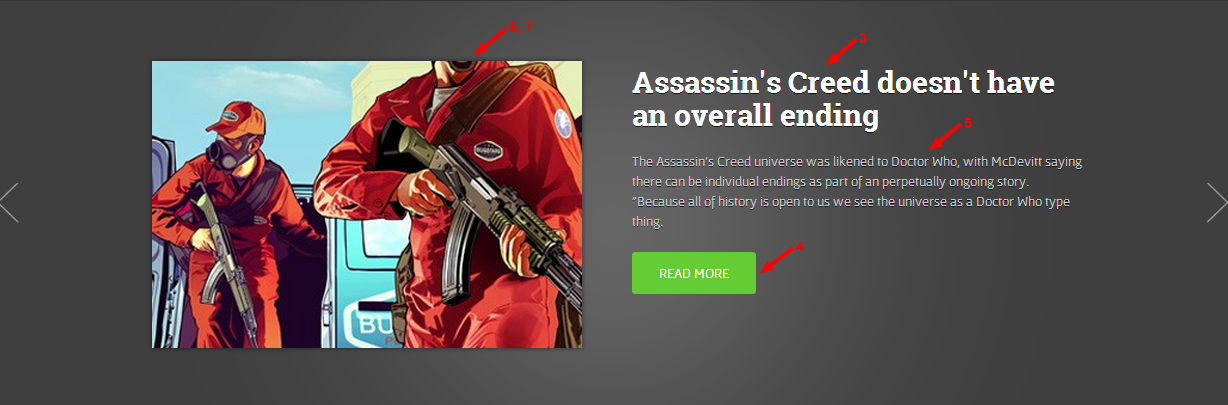 6, 7
3
Assassin's Creed doesn't have
an overall ending
5
The Assassin's Creed universe was likened to Doctor Who, with McDevitt saying
there can be individual endings as part of an perpetually ongoing story.
"Because all of history is open to us we see the universe as a Doctor Who type
thing.
4
READ MORE
BUGSTARS
BU